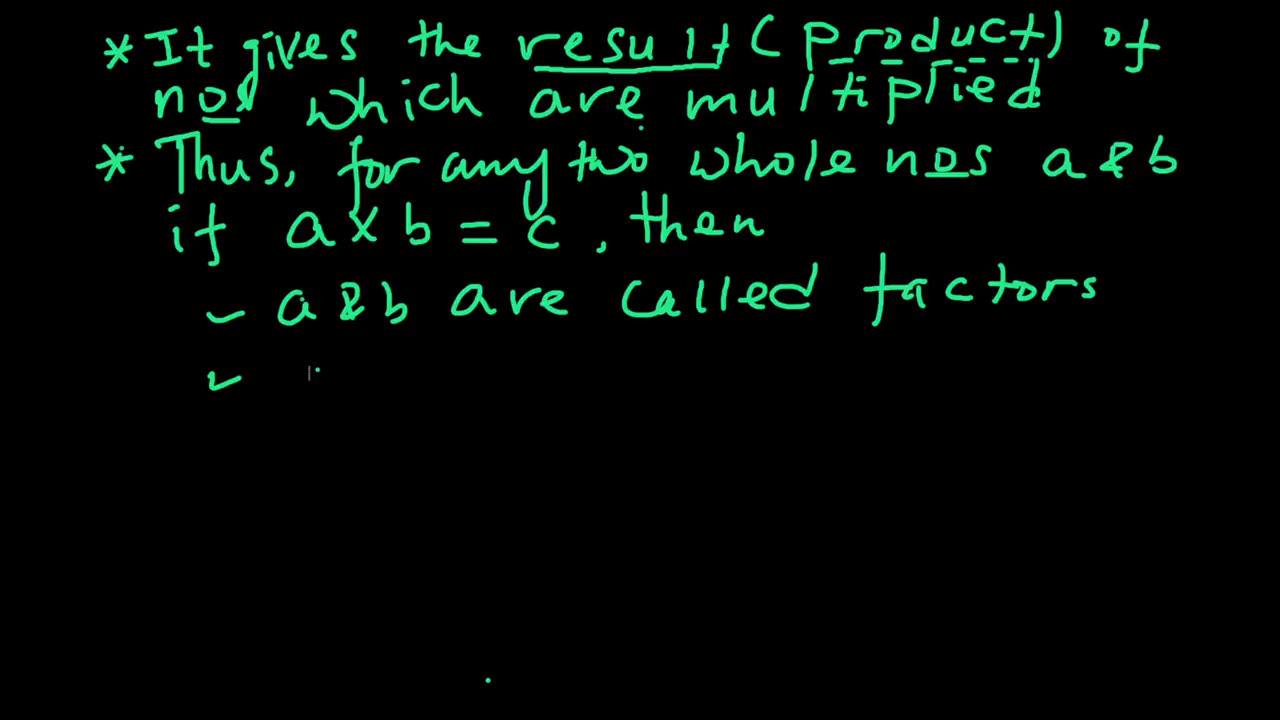 * It gives the result (product) of
nos which are multiplied
* Thus, for any two whole nos a & b
if a x b = c, then
✓ a & b are called factors
✓